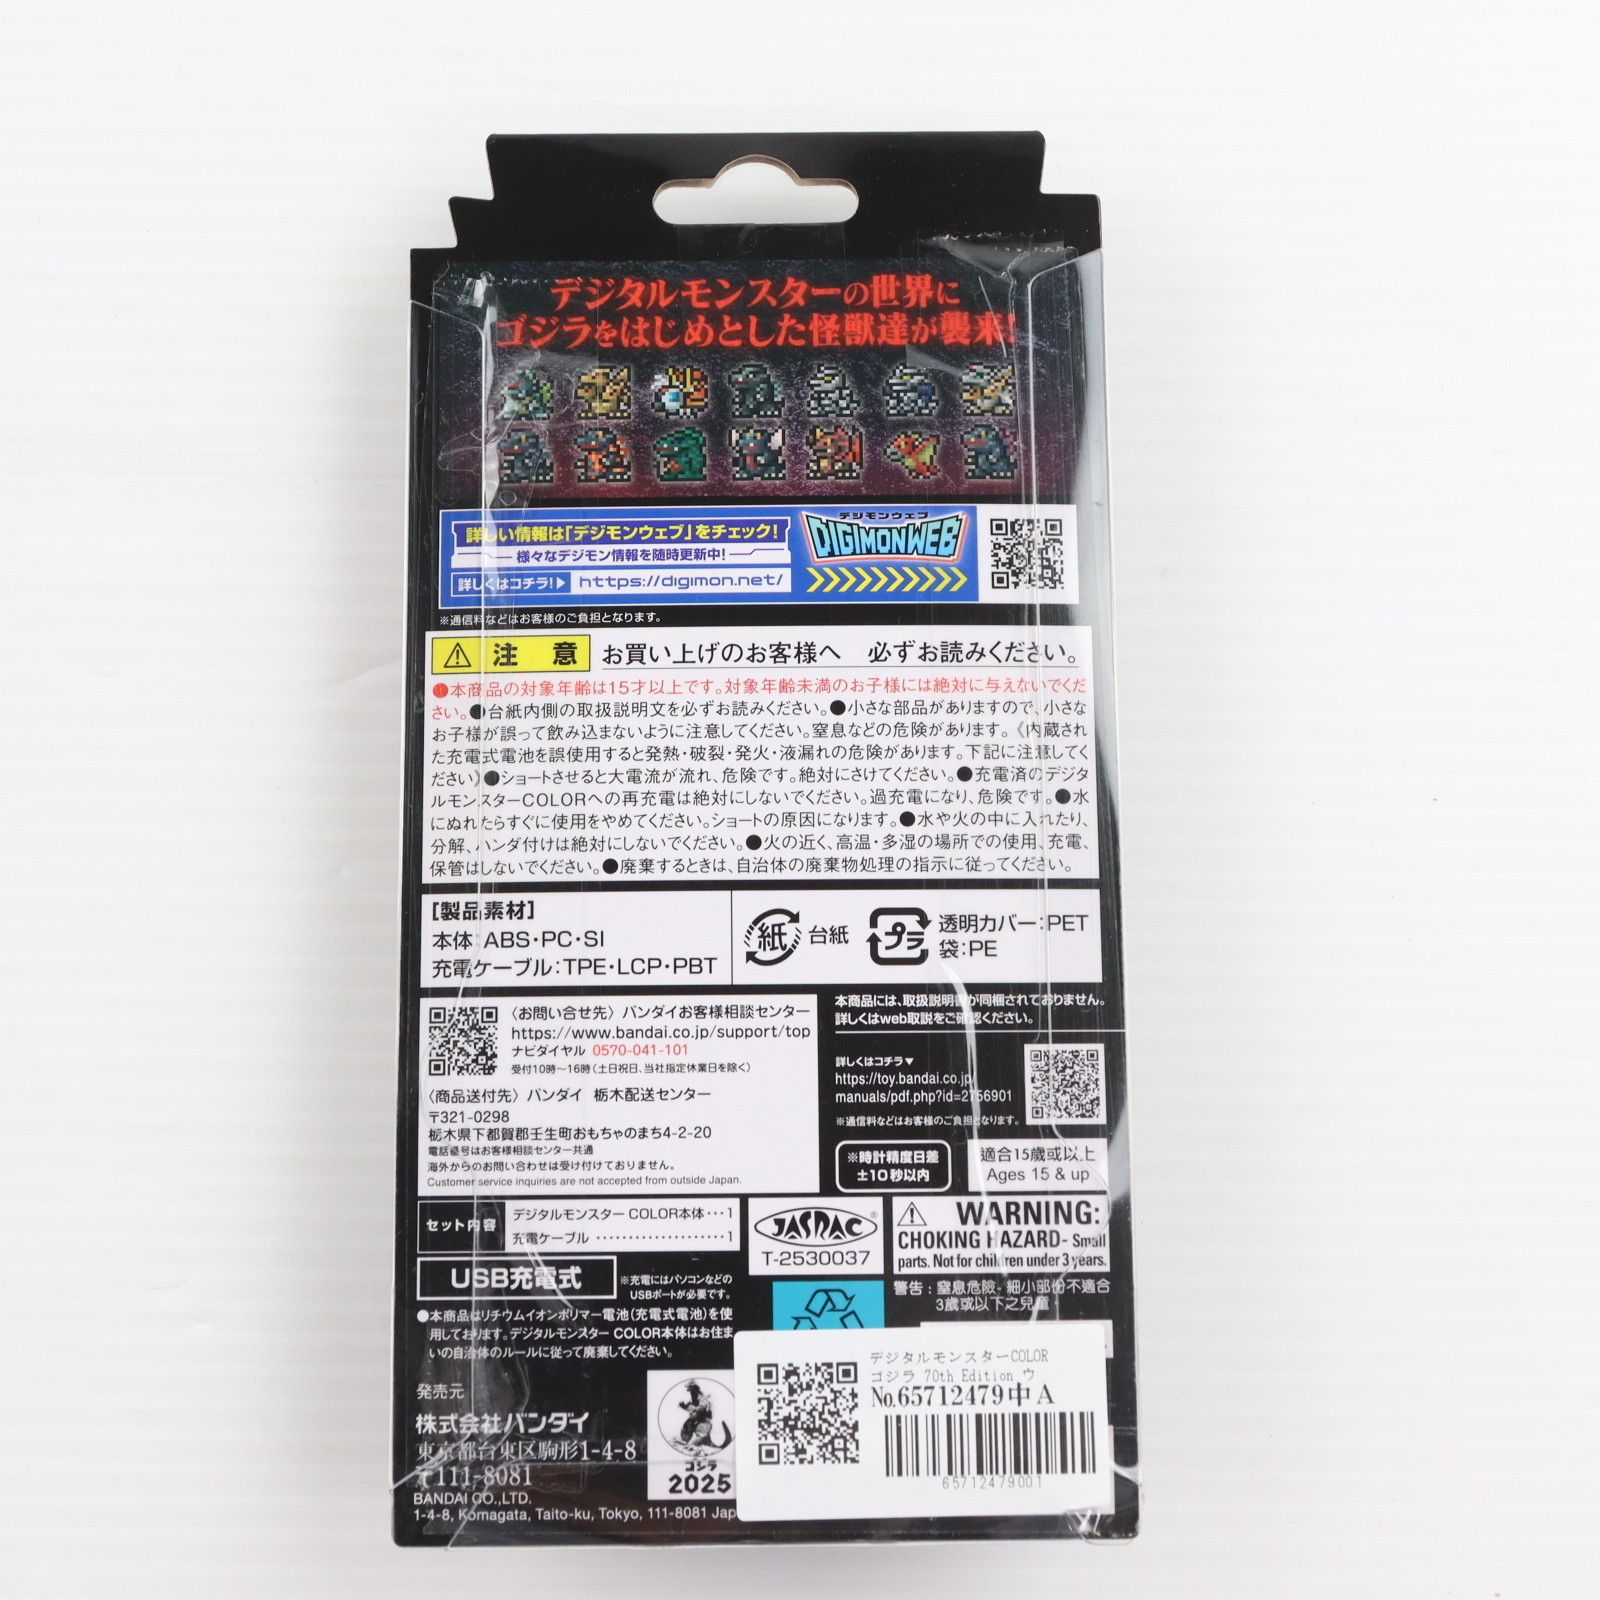 デジタルモンスターの世界に
ゴジラをはじめとした怪獣達が襲来!
詳しい情報は「デジモンウェブ」をチェック!
様々なデジモン情報を随時更新中!
詳しくはコチラ!▶ https://digimon.net/
デジモンウェブ
DIGIMON WEB
※通信料などはお客様のご負担となります。
⚠ 注 意 お買い上げのお客様へ 必ずお読みください。
●本商品の対象年齢は15才以上です。対象年齢未満のお子様には絶対に与えないでくだ
さい。●台紙内側の取扱説明文を必ずお読みください。●小さな部品がありますので、小さな
お子様が誤って飲み込まないように注意してください。窒息などの危険があります。《内蔵され
た充電式電池を誤使用すると発熱・破裂・発火・液漏れの危険があります。下記に注意してく
ださい》●ショートさせると大電流が流れ、危険です。絶対にさけてください。●充電済のデジタ
ルモンスターCOLORへの再充電は絶対にしないでください。過充電になり、危険です。●水
にぬれたらすぐに使用をやめてください。ショートの原因になります。●水や火の中に入れたり、
分解、ハンダ付けは絶対にしないでください。●火の近く、高温・多湿の場所での使用、充電、
保管はしないでください。●廃棄するときは、自治体の廃棄物処理の指示に従ってください。
[製品素材]
本体:ABS・PC・SI
充電ケーブル:TPE・LCP・PBT
紙 台紙
プラ 透明カバー:PET
袋:PE
〈お問い合せ先〉バンダイお客様相談センター
https://www.bandai.co.jp/support/top
ナビダイヤル 0570-041-101
受付10時〜16時(土日祝日、当社指定休業日を除く)
〈商品送付先〉バンダイ 栃木配送センター
〒321-0298
栃木県下都賀郡壬生町おもちゃのまち4-2-20
電話番号はお客様相談センター共通
海外からのお問い合わせは受け付けておりません。
Customer service inquiries are not accepted from outside Japan.
本商品には、取扱説明書が同梱されておりません。
詳しくはweb取説をご確認ください。
詳しくはコチラ▼
https://toy.bandai.co.jp/
manuals/pdf.php?id=2756901
※通信料などはお客様のご負担となります。
※時計精度日差
±10秒以内
適合15歲或以上
Ages 15 & up
セット内容
デジタルモンスター COLOR本体・・・1
充電ケーブル・・・・・・・・・・・・・・・・・・・・1
JASRAC ®
T-2530037
⚠ WARNING:
CHOKING HAZARD- Small
parts. Not for children under 3 years.
警告:窒息危險-細小部份不適合
3歲或以下之兒童
USB充電式
※充電にはパソコンなどの
USBポートが必要です。
●本商品はリチウムイオンポリマー電池(充電式電池)を使
用しております。デジタルモンスター COLOR本体はお住ま
いの自治体のルールに従って廃棄してください。
発売元
株式会社バンダイ
東京都台東区駒形1-4-8
〒111-8081
BANDAI CO.,LTD.
1-4-8, Komagata, Taito-ku, Tokyo, 111-8081 Jap
ゴジラ
2025
デジタルモンスターCOLOR
ゴジラ 70th Edition ウ
No.65712479中 A
65712479001